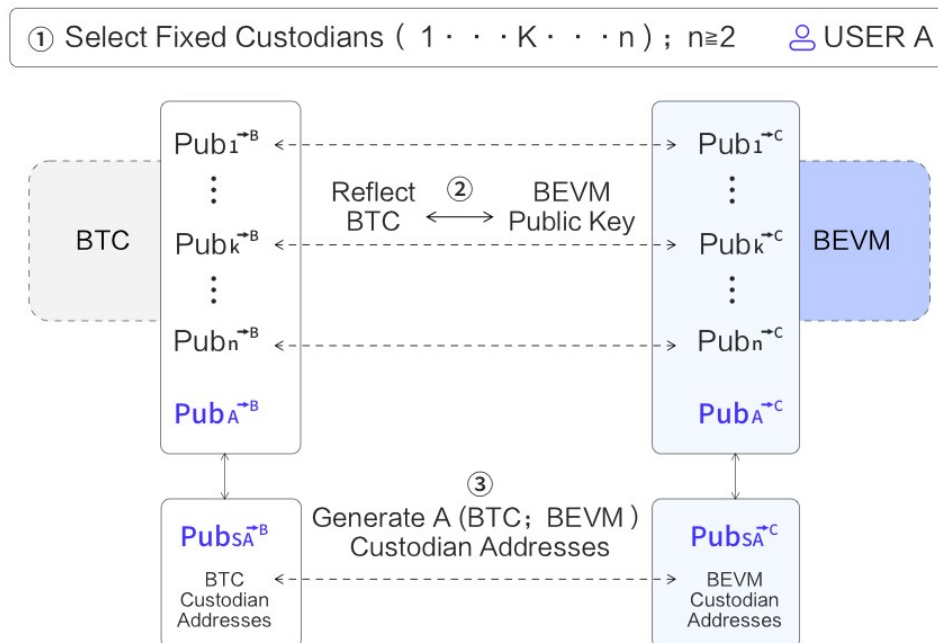 ① Select Fixed Custodians ( 1 · · · K · · · n ) ; n≧2 USER A
Pub1→B
Pub1→C
Reflect BTC
②
BEVM Public Key
BTC
Pubk→B
Pubk→C
BEVM
Pubn→B
Pubn→C
PubA→B
PubA→C
③
Generate A (BTC; BEVM)
Custodian Addresses
PubSA→B
PubSA→C
BTC
Custodian
Addresses
BEVM
Custodian
Addresses